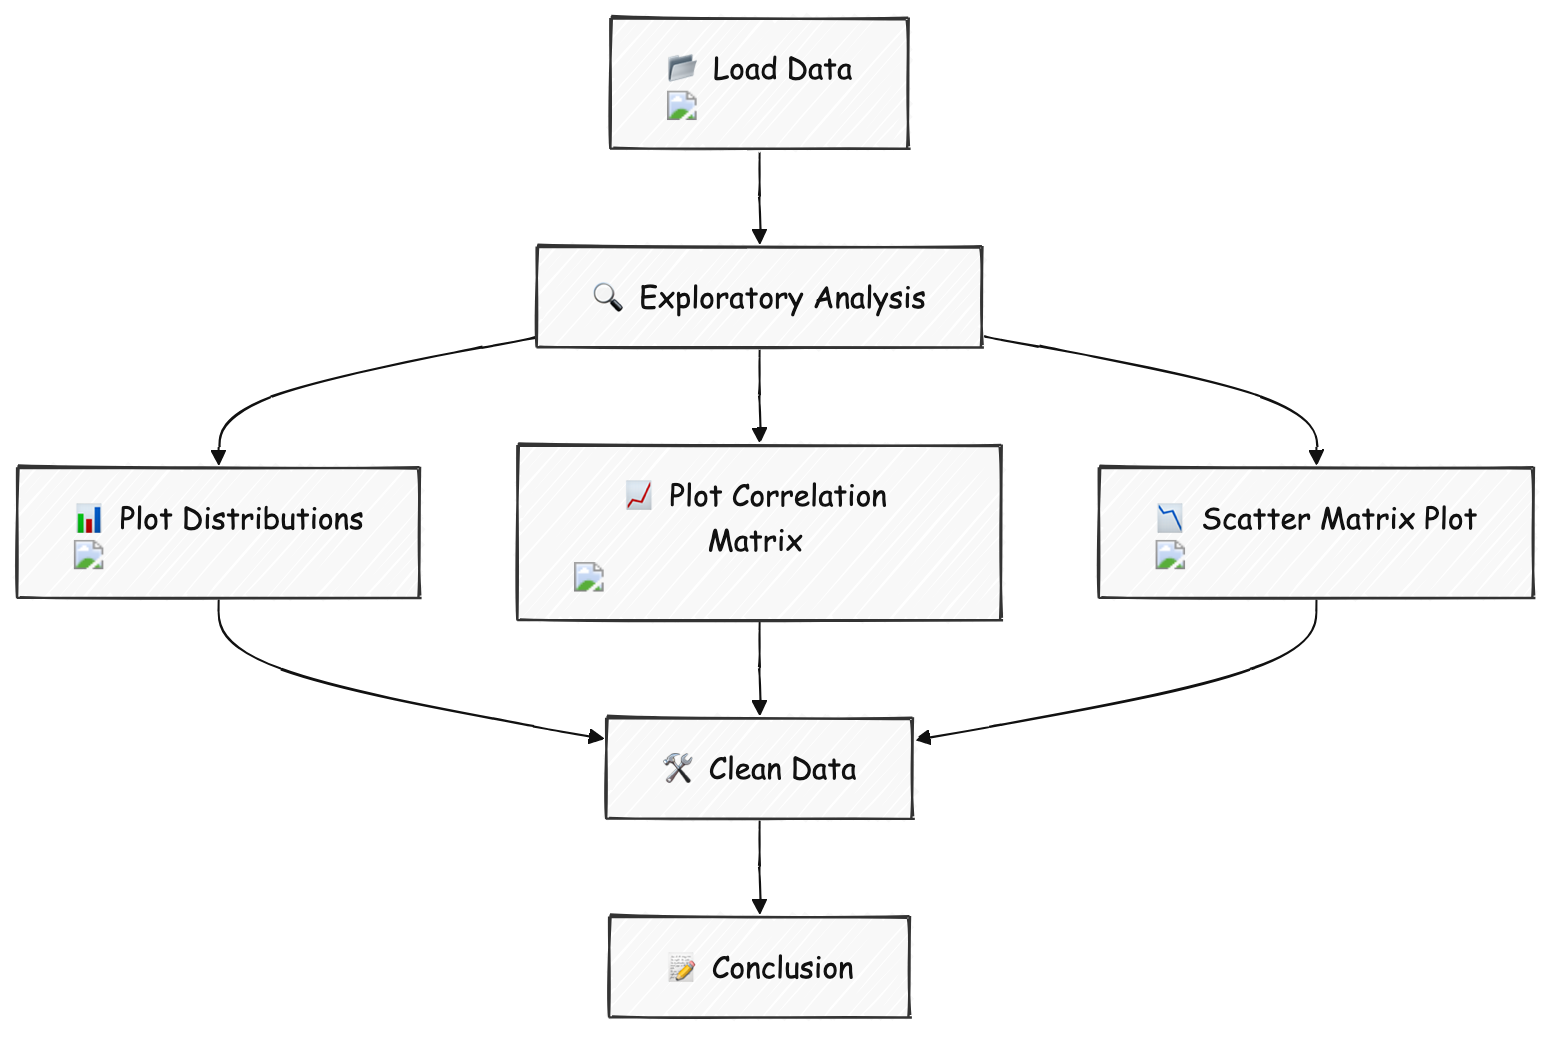 Load Data
Exploratory Analysis
Plot Distributions
Plot Correlation
Matrix
Scatter Matrix Plot
Clean Data
Conclusion